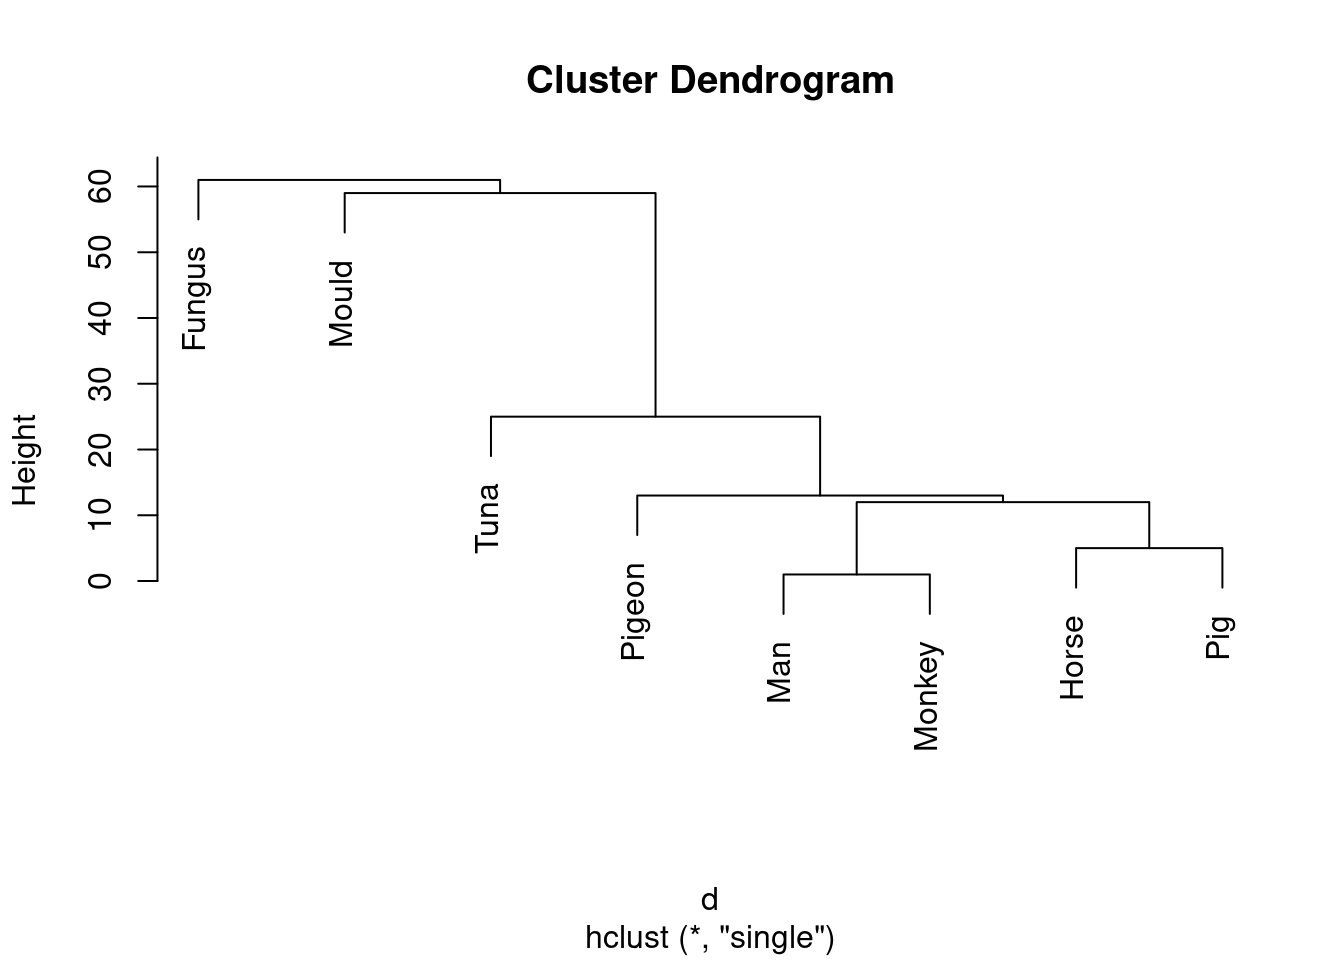 Cluster Dendrogram
Height
60
50
40
30
20
10
0
Fungus
Mould
Tuna
Pigeon
Man
Monkey
Horse
Pig
d
hclust (*, "single")